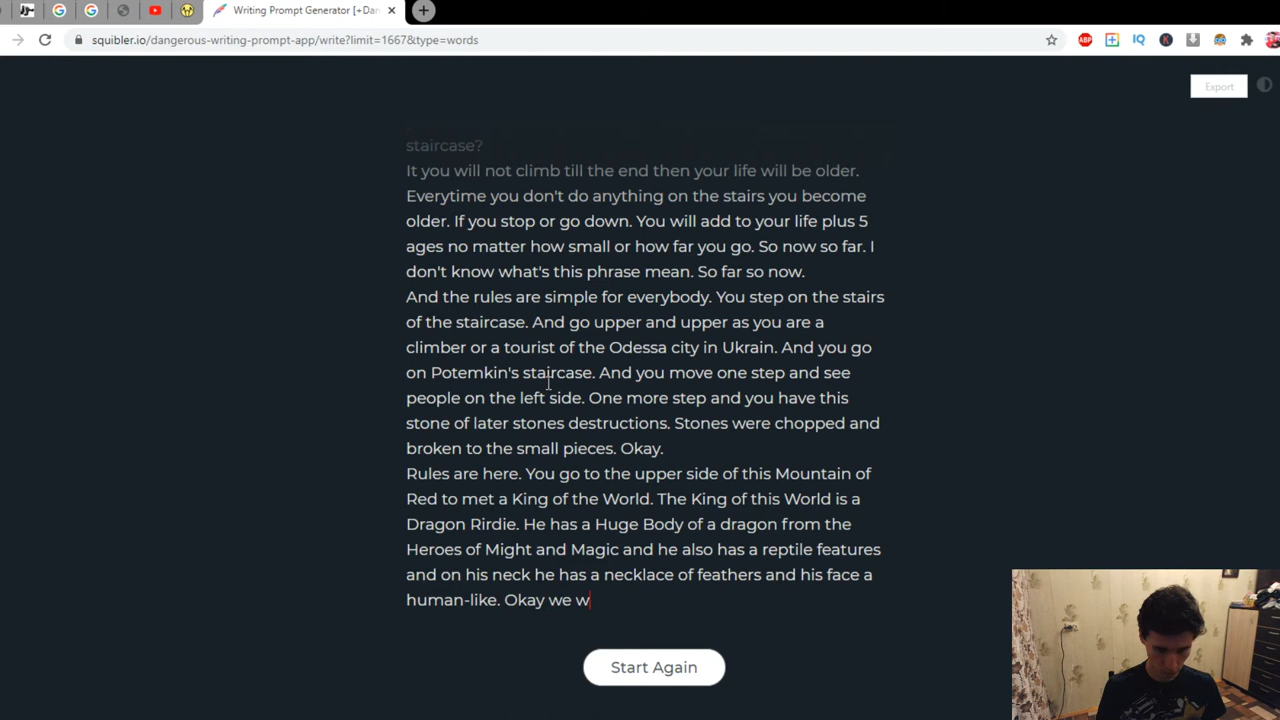 Writing Prompt Generator [+Dan
squibler.io/dangerous-writing-prompt-app/write?limit=1667&type=words
ABP
IQ
K
Export
staircase?
It you will not climb till the end then your life will be older.
Everytime you don't do anything on the stairs you become
older. If you stop or go down. You will add to your life plus 5
ages no matter how small or how far you go. So now so far. I
don't know what's this phrase mean. So far so now.
And the rules are simple for everybody. You step on the stairs
of the staircase. And go upper and upper as you are a
climber or a tourist of the Odessa city in Ukrain. And you go
on Potemkin's staircase. And you move one step and see
people on the left side. One more step and you have this
stone of later stones destructions. Stones were chopped and
broken to the small pieces. Okay.
Rules are here. You go to the upper side of this Mountain of
Red to met a King of the World. The King of this World is a
Dragon Rirdie. He has a Huge Body of a dragon from the
Heroes of Might and Magic and he also has a reptile features
and on his neck he has a necklace of feathers and his face a
human-like. Okay we w
Start Again